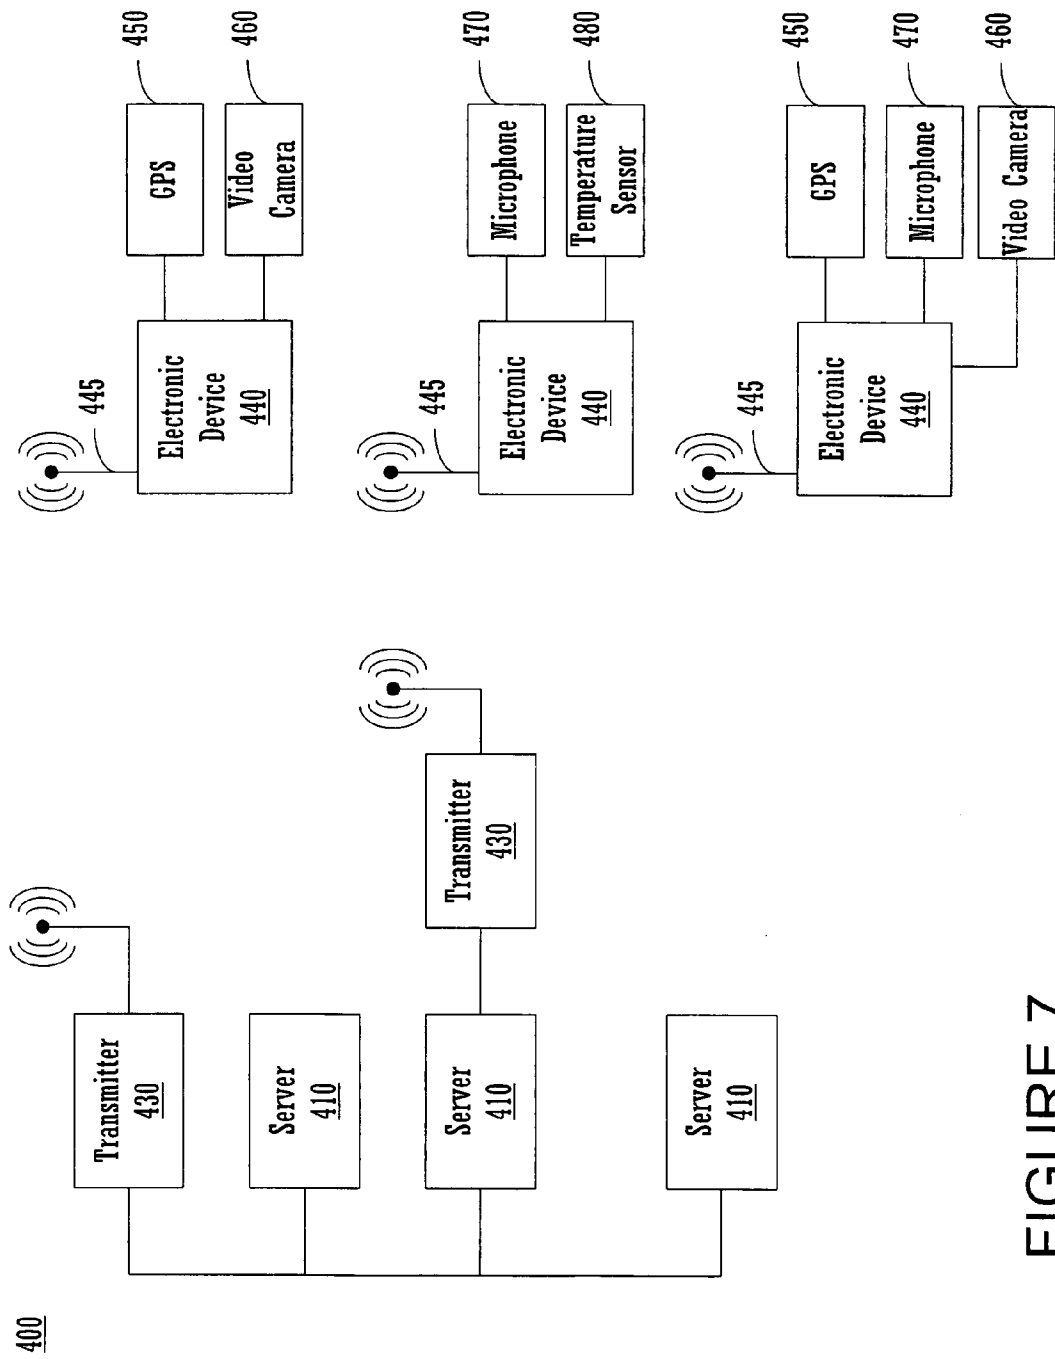 400
Transmitter
430
Server
410
Server
410
Server
410
Transmitter
430
445
Electronic
Device
440
GPS
450
Video
Camera
460
445
Electronic
Device
440
Microphone
470
Temperature
Sensor
480
445
Electronic
Device
440
GPS
450
Microphone
470
Video Camera
460
FIGURE 7